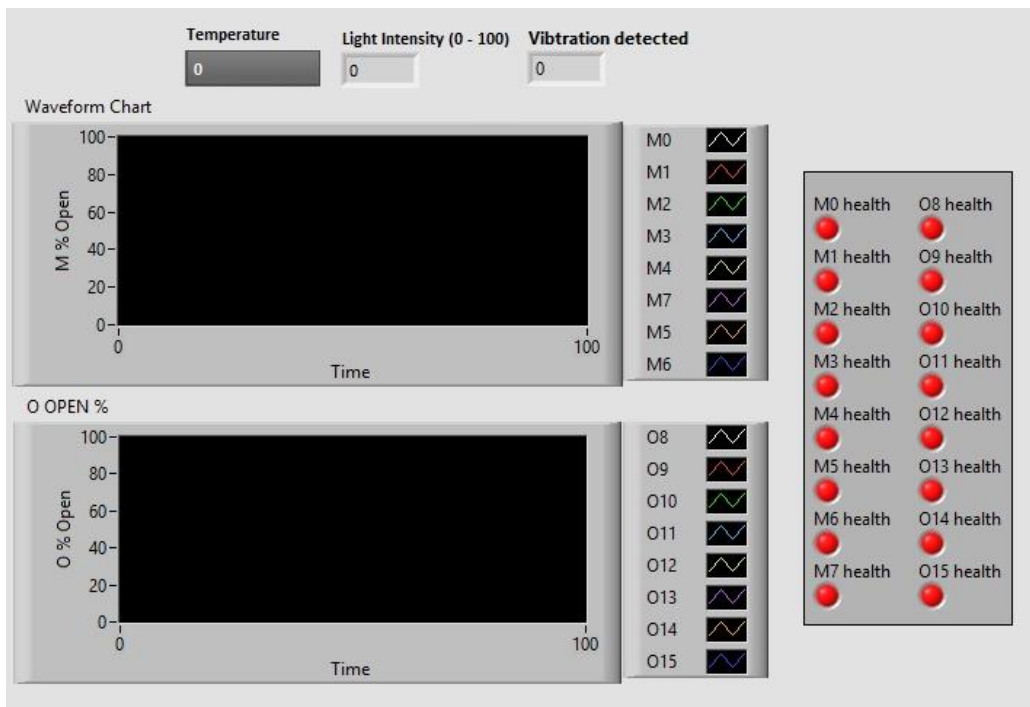 Temperature
0
Light Intensity (0 - 100)
0
Vibtration detected
0
Waveform Chart
M % Open
100
80
60
40
20
0
0
100
Time
M0
M1
M2
M3
M4
M7
M5
M6
O OPEN %
O % Open
100
80
60
40
20
0
0
100
Time
O8
O9
O10
O11
O12
O13
O14
O15
M0 health O8 health
M1 health O9 health
M2 health O10 health
M3 health O11 health
M4 health O12 health
M5 health O13 health
M6 health O14 health
M7 health O15 health